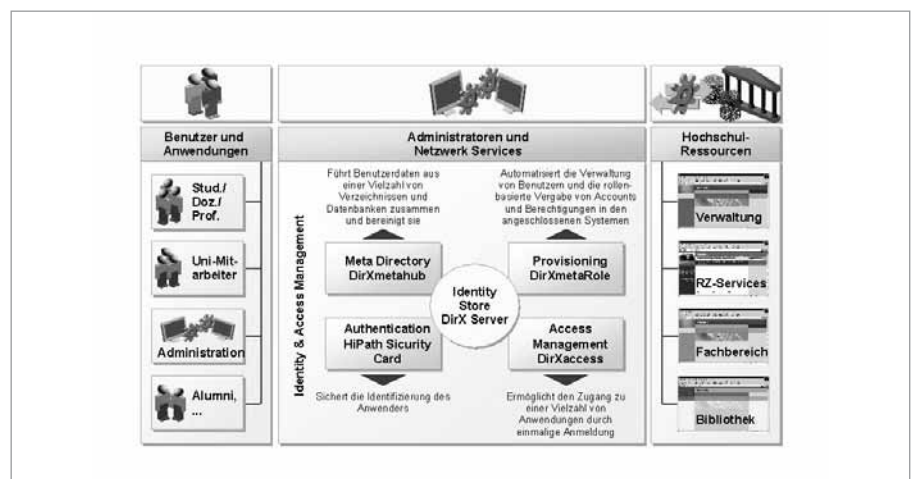 Benutzer und
Anwendungen
Stud./
Doz./
Prof.
Uni-Mit-
arbeiter
Administration
Alumni,
...
Administratoren und
Netzwerk Services
Identity & Access Management
Führt Benutzerdaten aus
einer Vielzahl von
Verzeichnissen und
Datenbanken zusammen
und bereinigt sie
Automatisiert die Verwaltung
von Benutzern und die rollen-
basierte Vergabe von Accounts
und Berechtigungen in den
angeschlossenen Systemen
Meta Directory
DirXmetahub
Provisioning
DirXmetaRole
Identity
Store
DirX Server
Authentication
HiPath Sicurity
Card
Access
Management
DirXaccess
Sichert die Identifizierung des
Anwenders
Ermöglicht den Zugang zu
einer Vielzahl von
Anwendungen durch
einmalige Anmeldung
Hochschul-
Ressourcen
Verwaltung
RZ-Services
Fachbereich
Bibliothek